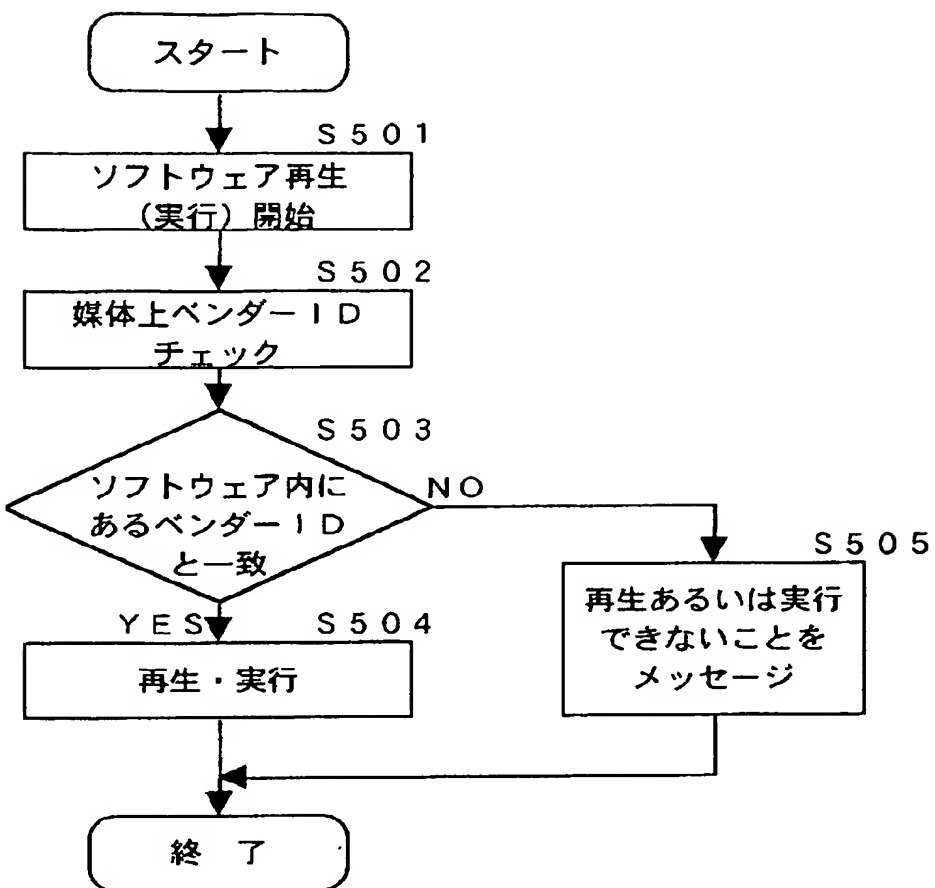 スタート
S501
ソフトウェア再生
(実行)開始
S502
媒体上ベンダーID
チェック
S503
ソフトウェア内に
あるベンダーID
と一致
NO
YES
S504
再生・実行
S505
再生あるいは実行
できないことを
メッセージ
終 了